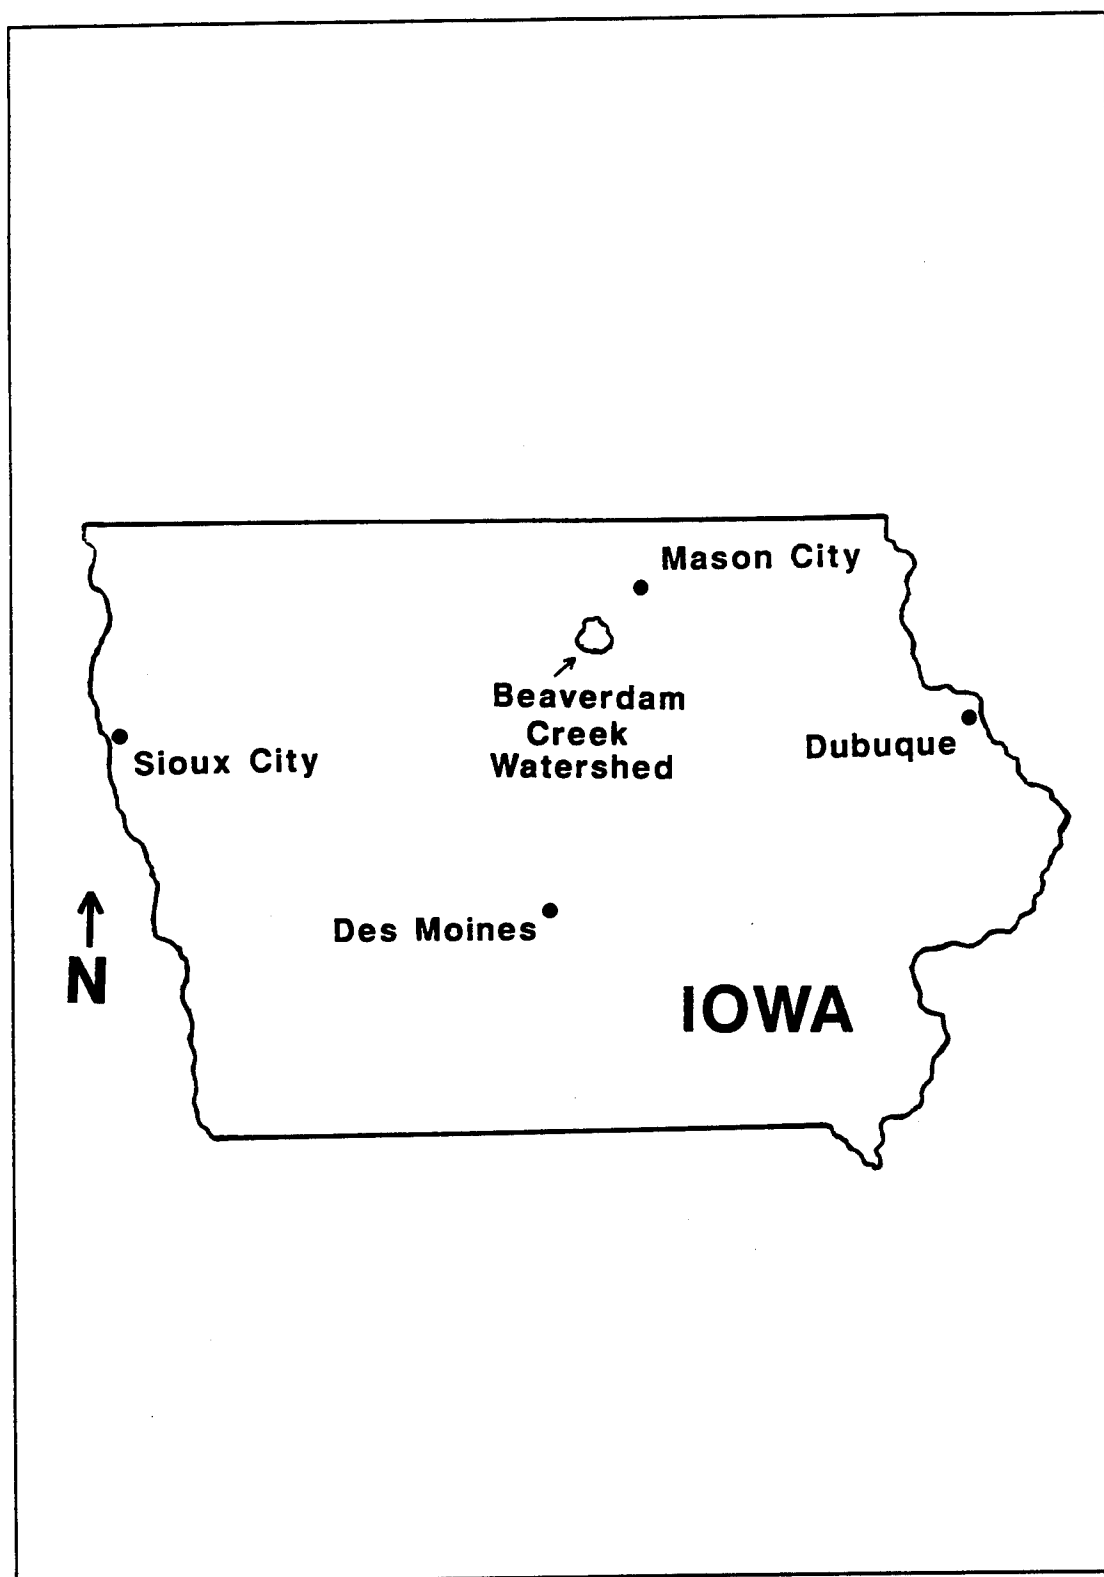 Mason City
Beaverdam
Creek
Watershed
Sioux City
Dubuque
Des Moines
N
IOWA